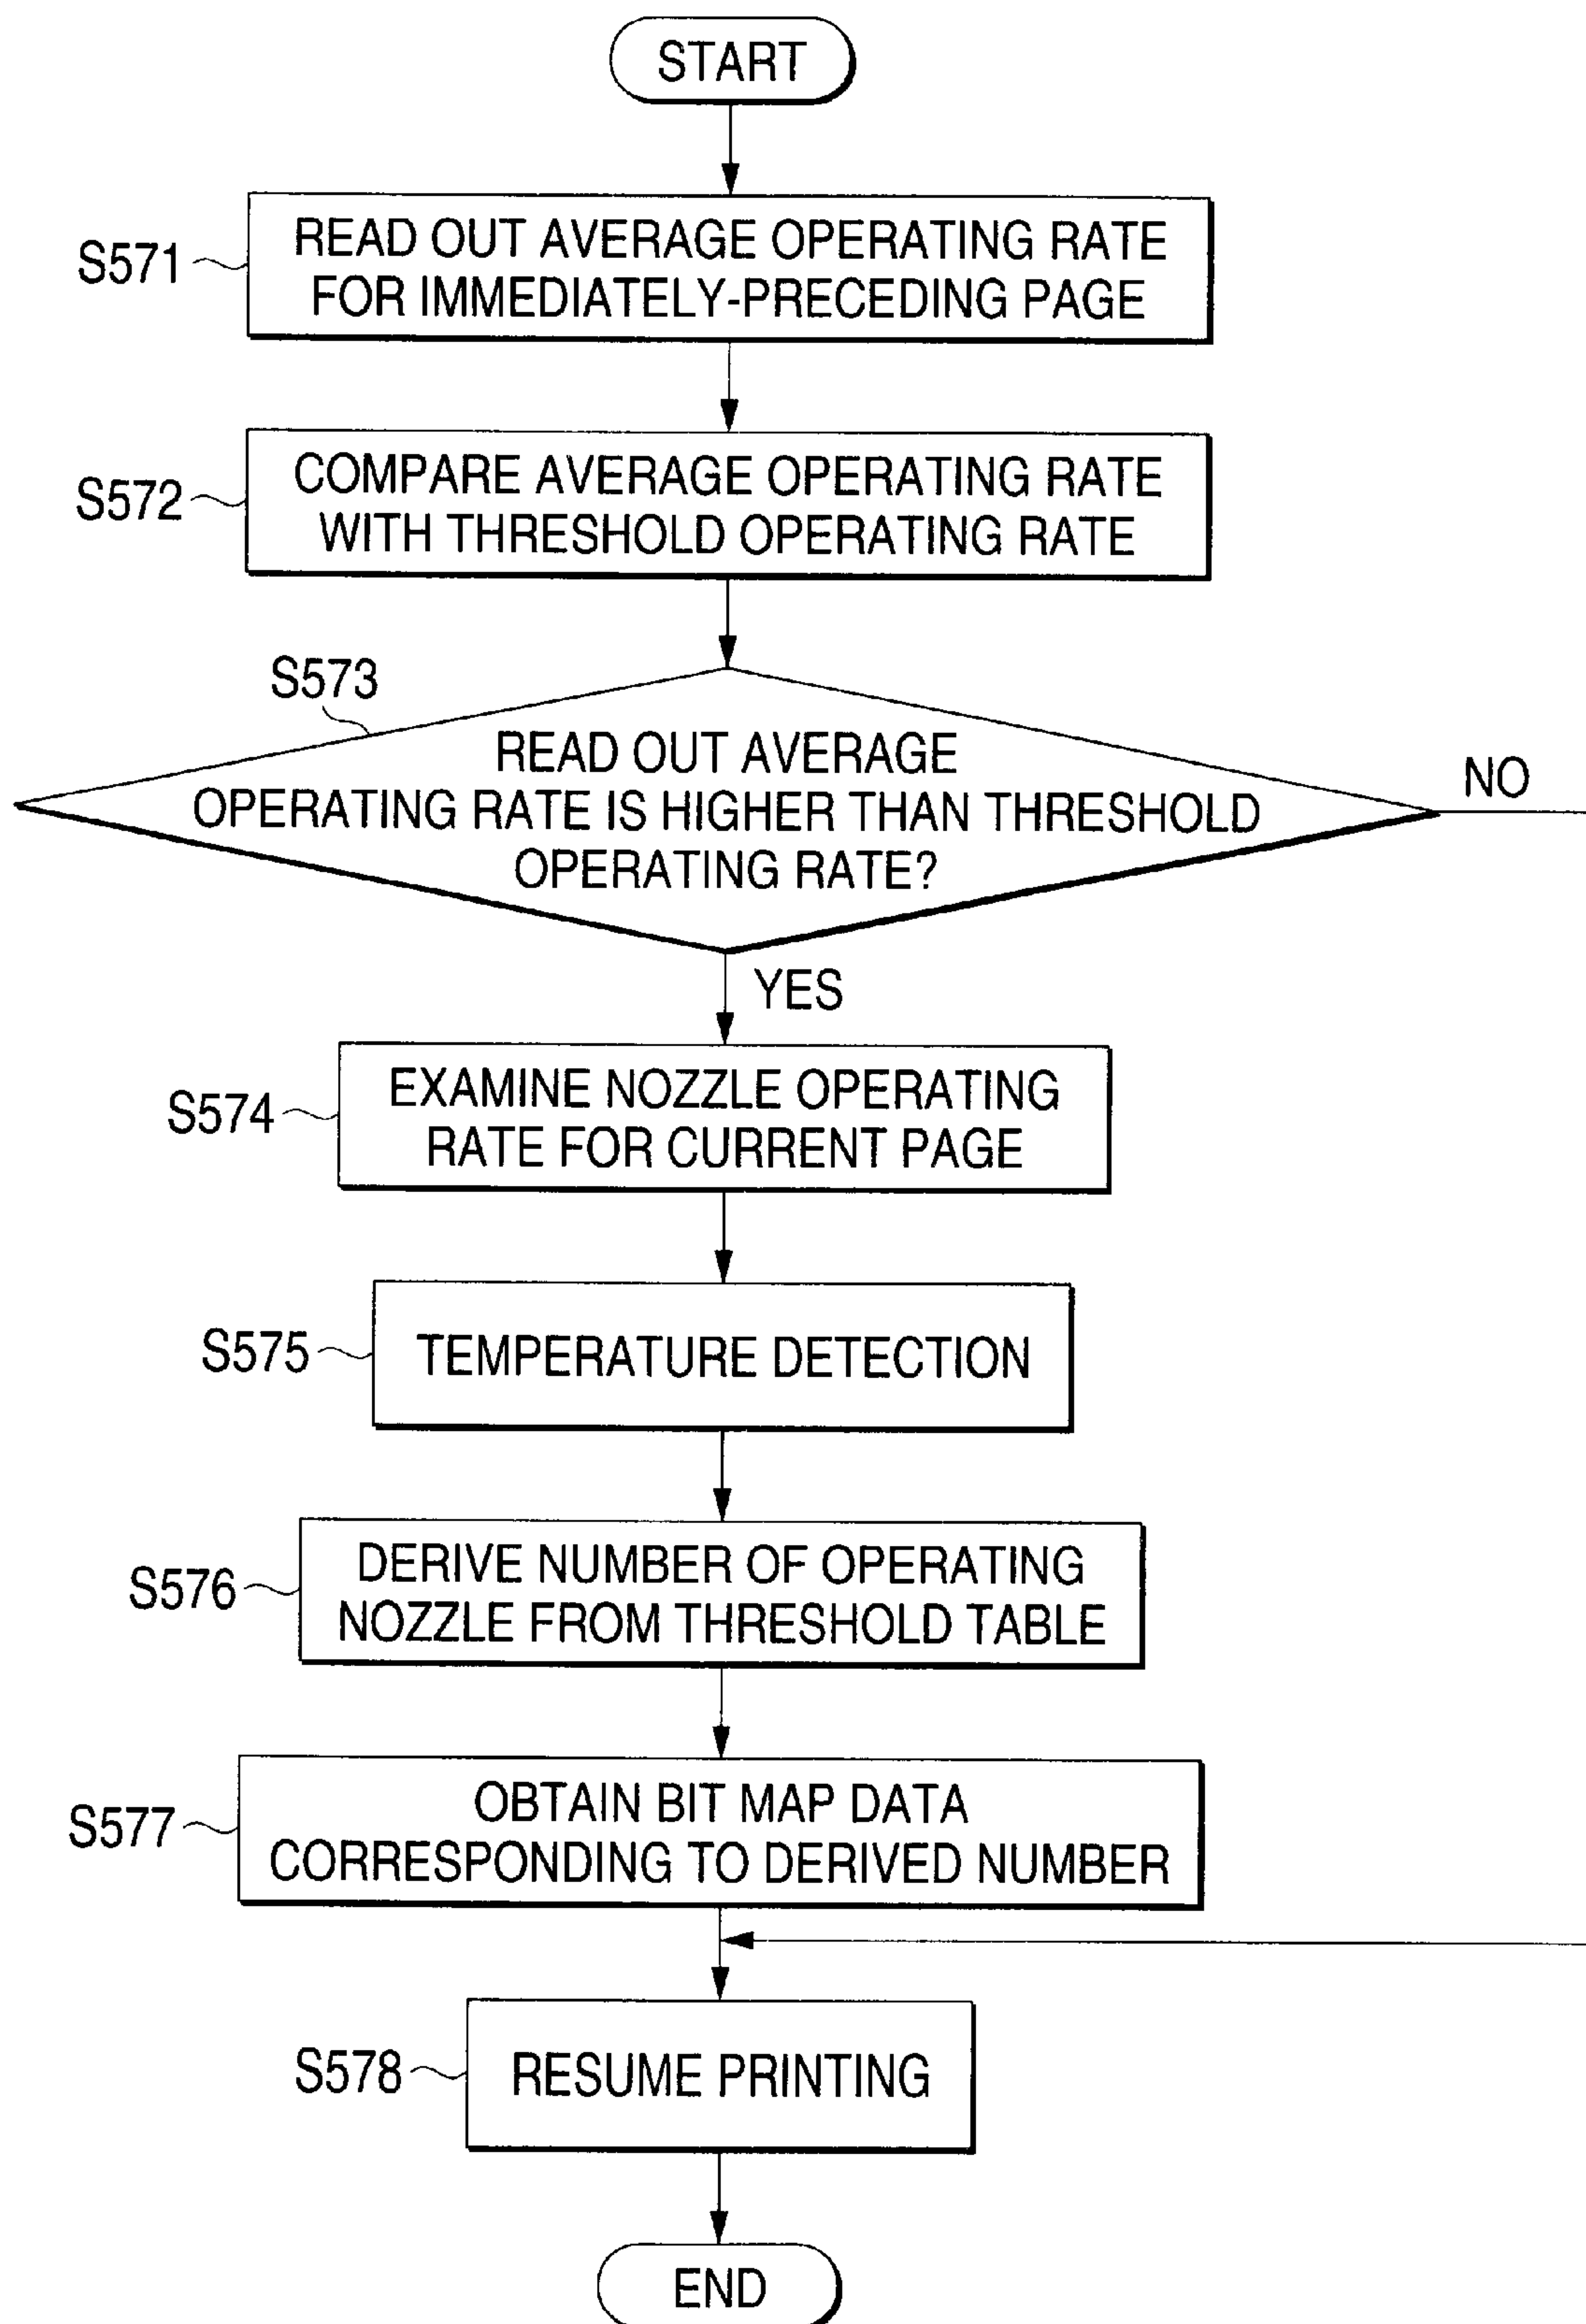 START
S571
READ OUT AVERAGE OPERATING RATE
FOR IMMEDIATELY-PRECEDING PAGE
S572
COMPARE AVERAGE OPERATING RATE
WITH THRESHOLD OPERATING RATE
S573
READ OUT AVERAGE
OPERATING RATE IS HIGHER THAN THRESHOLD
OPERATING RATE?
NO
YES
S574
EXAMINE NOZZLE OPERATING
RATE FOR CURRENT PAGE
S575
TEMPERATURE DETECTION
S576
DERIVE NUMBER OF OPERATING
NOZZLE FROM THRESHOLD TABLE
S577
OBTAIN BIT MAP DATA
CORRESPONDING TO DERIVED NUMBER
S578
RESUME PRINTING
END